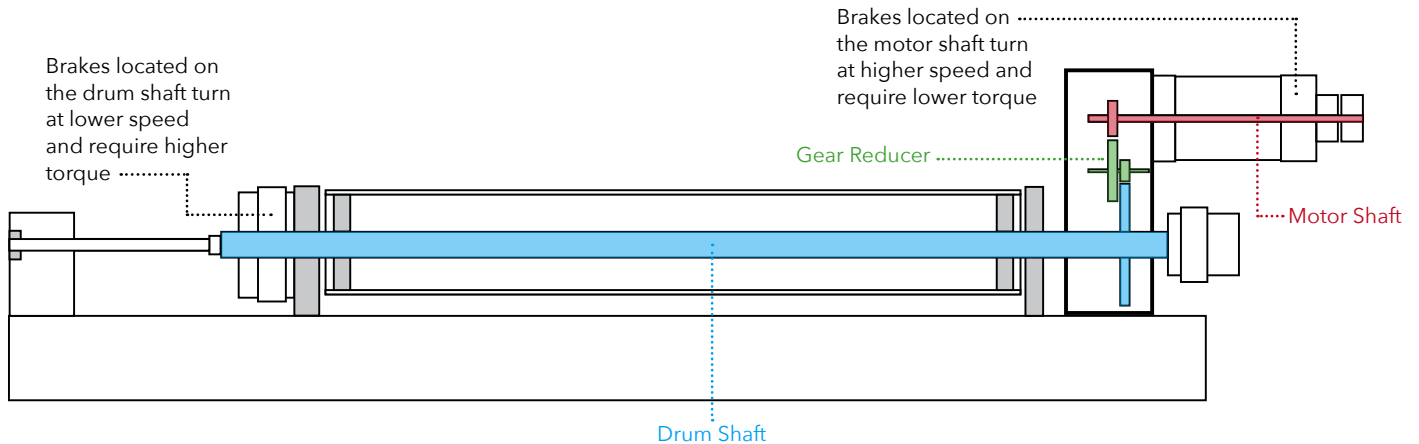 Brakes located on
the drum shaft turn
at lower speed
and require higher
torque
Brakes located on
the motor shaft turn
at higher speed and
require lower torque
Gear Reducer
Motor Shaft
Drum Shaft